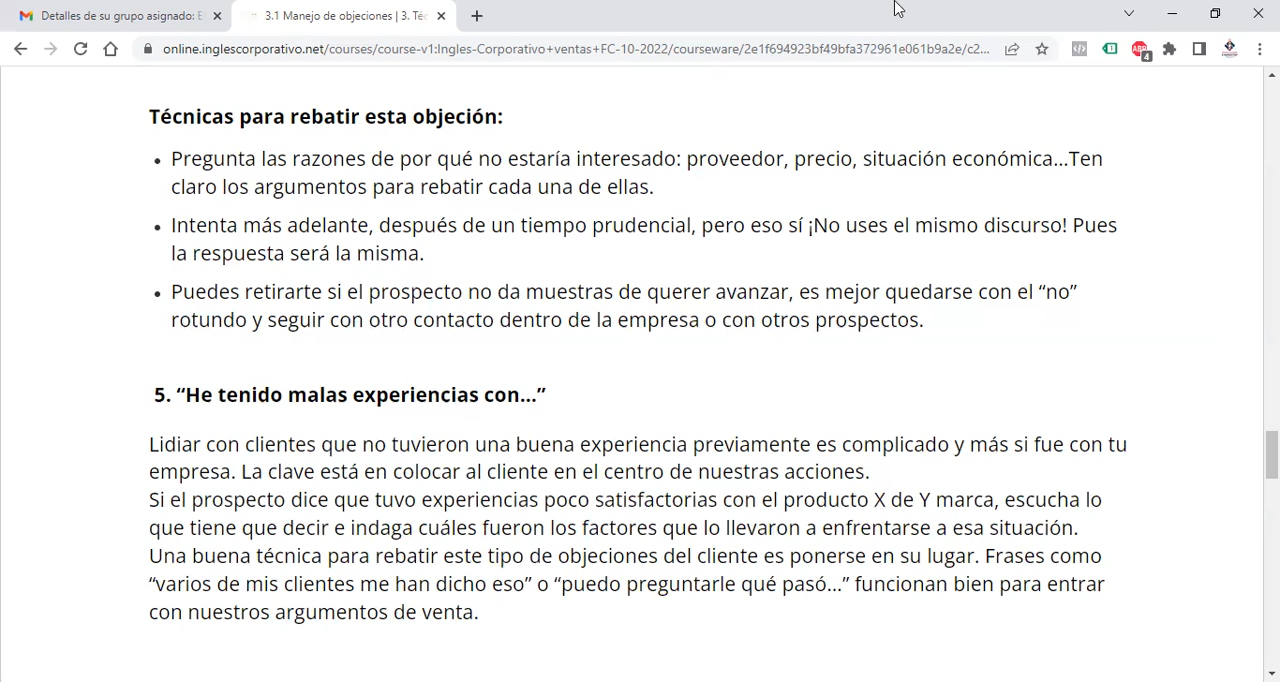 Detalles de su grupo asignado:
3.1 Manejo de objeciones | 3. Téc
online.inglescorporativo.net/courses/course-v1:Ingles-Corporativo+ventas+FC-10-2022/courseware/2e1f694923bf49bfa372961e061b9a2e/c2...
ABP
4
Técnicas para rebatir esta objeción:
• Pregunta las razones de por qué no estaría interesado: proveedor, precio, situación económica...Ten
claro los argumentos para rebatir cada una de ellas.
• Intenta más adelante, después de un tiempo prudencial, pero eso sí ¡No uses el mismo discurso! Pues
la respuesta será la misma.
• Puedes retirarte si el prospecto no da muestras de querer avanzar, es mejor quedarse con el “no”
rotundo y seguir con otro contacto dentro de la empresa o con otros prospectos.
5. “He tenido malas experiencias con...”
Lidiar con clientes que no tuvieron una buena experiencia previamente es complicado y más si fue con tu
empresa. La clave está en colocar al cliente en el centro de nuestras acciones.
Si el prospecto dice que tuvo experiencias poco satisfactorias con el producto X de Y marca, escucha lo
que tiene que decir e indaga cuáles fueron los factores que lo llevaron a enfrentarse a esa situación.
Una buena técnica para rebatir este tipo de objeciones del cliente es ponerse en su lugar. Frases como
“varios de mis clientes me han dicho eso” o “puedo preguntarle qué pasó...” funcionan bien para entrar
con nuestros argumentos de venta.